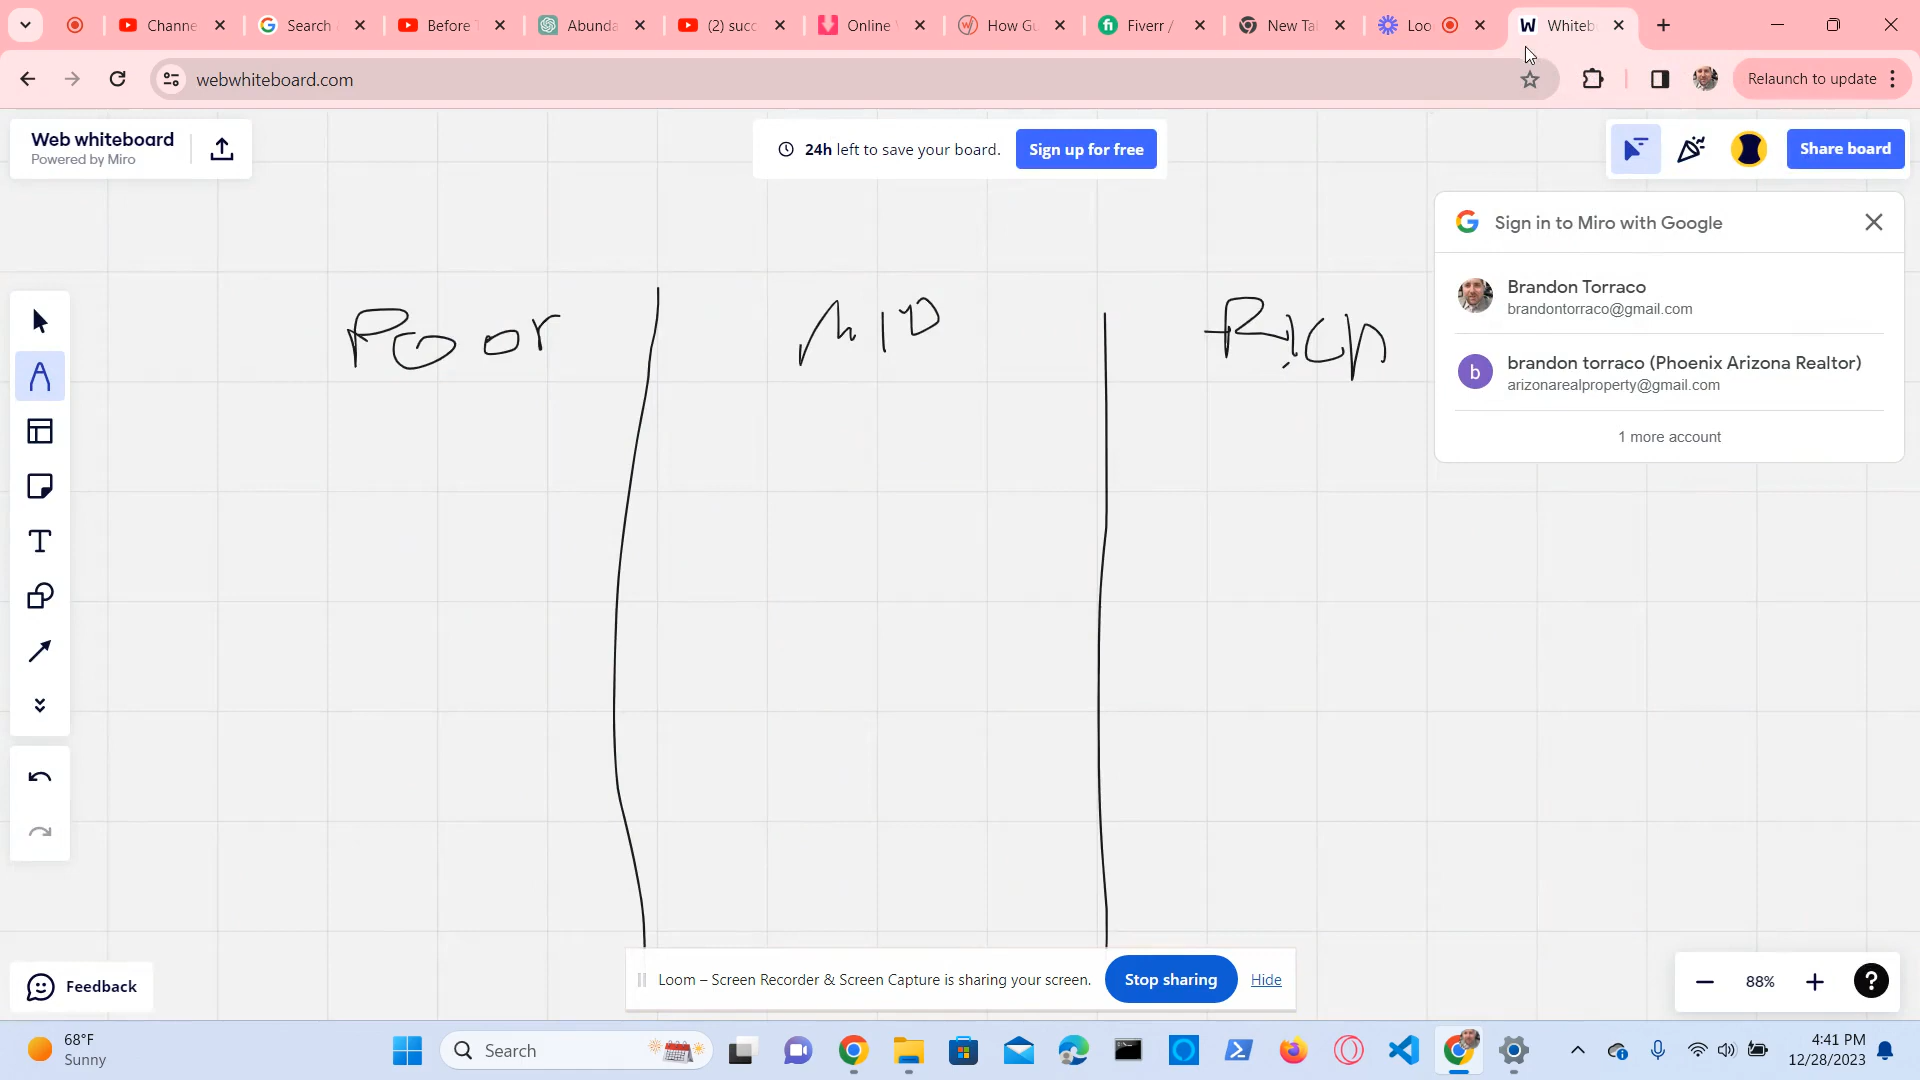 Channe
Search
Before
Abunda
(2) succ
Online
How Gu
Fiverr /
New Ta
Loo
Whiteb
webwhiteboard.com
Relaunch to update
Web whiteboard
Powered by Miro
24h left to save your board.
Sign up for free
Share board
Sign in to Miro with Google
Brandon Torraco
brandontorraco@gmail.com
b
brandon torraco (Phoenix Arizona Realtor)
arizonarealproperty@gmail.com
1 more account
Poor
MID
Rich
Feedback
Loom – Screen Recorder & Screen Capture is sharing your screen.
Stop sharing
Hide
88%
68°F
Sunny
Search
4:41 PM
12/28/2023